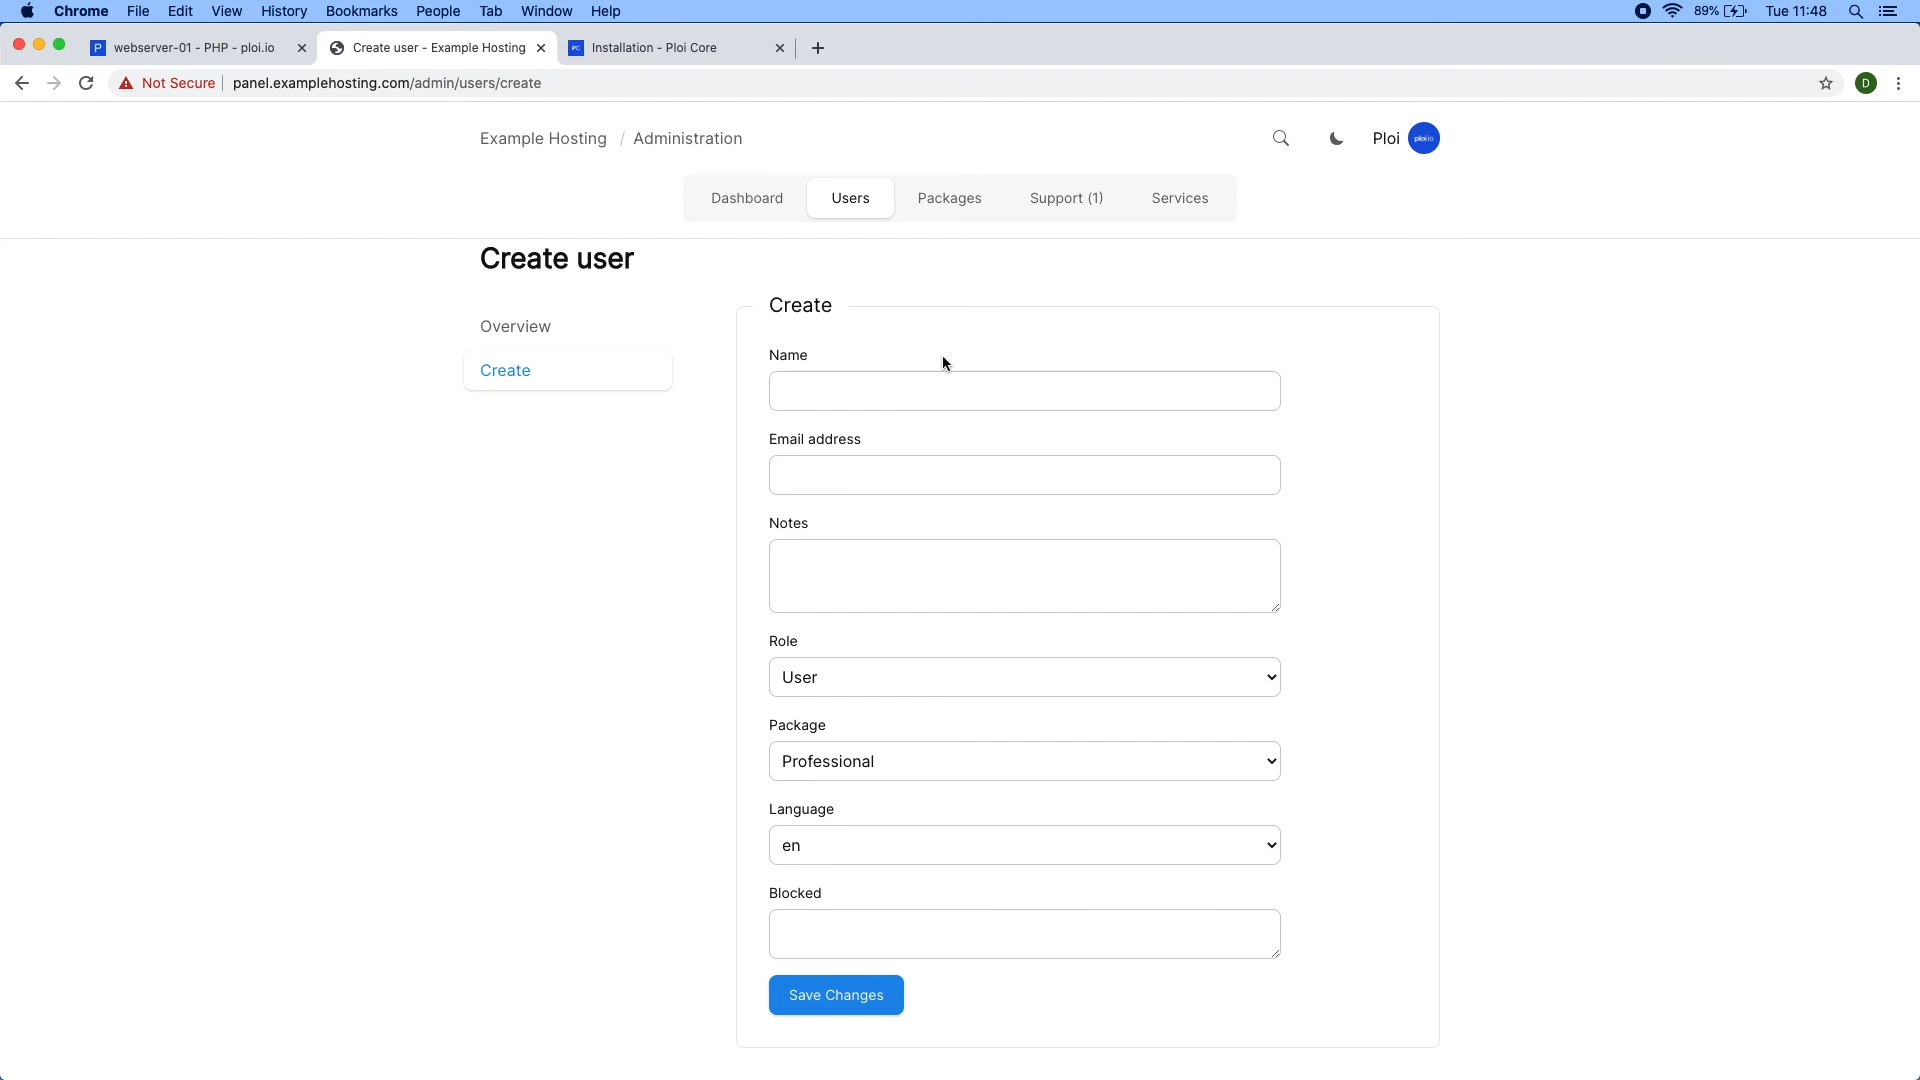 Chrome File Edit View History Bookmarks People Tab Window Help 89% Tue 11:48
webserver-01 - PHP - ploi.io Create user - Example Hosting Installation - Ploi Core
Not Secure panel.examplehosting.com/admin/users/create D
Example Hosting / Administration Ploi ploi.io
Dashboard Users Packages Support (1) Services
Create user
Overview
Create
Create
Name
Email address
Notes
Role
User
Package
Professional
Language
en
Blocked
Save Changes